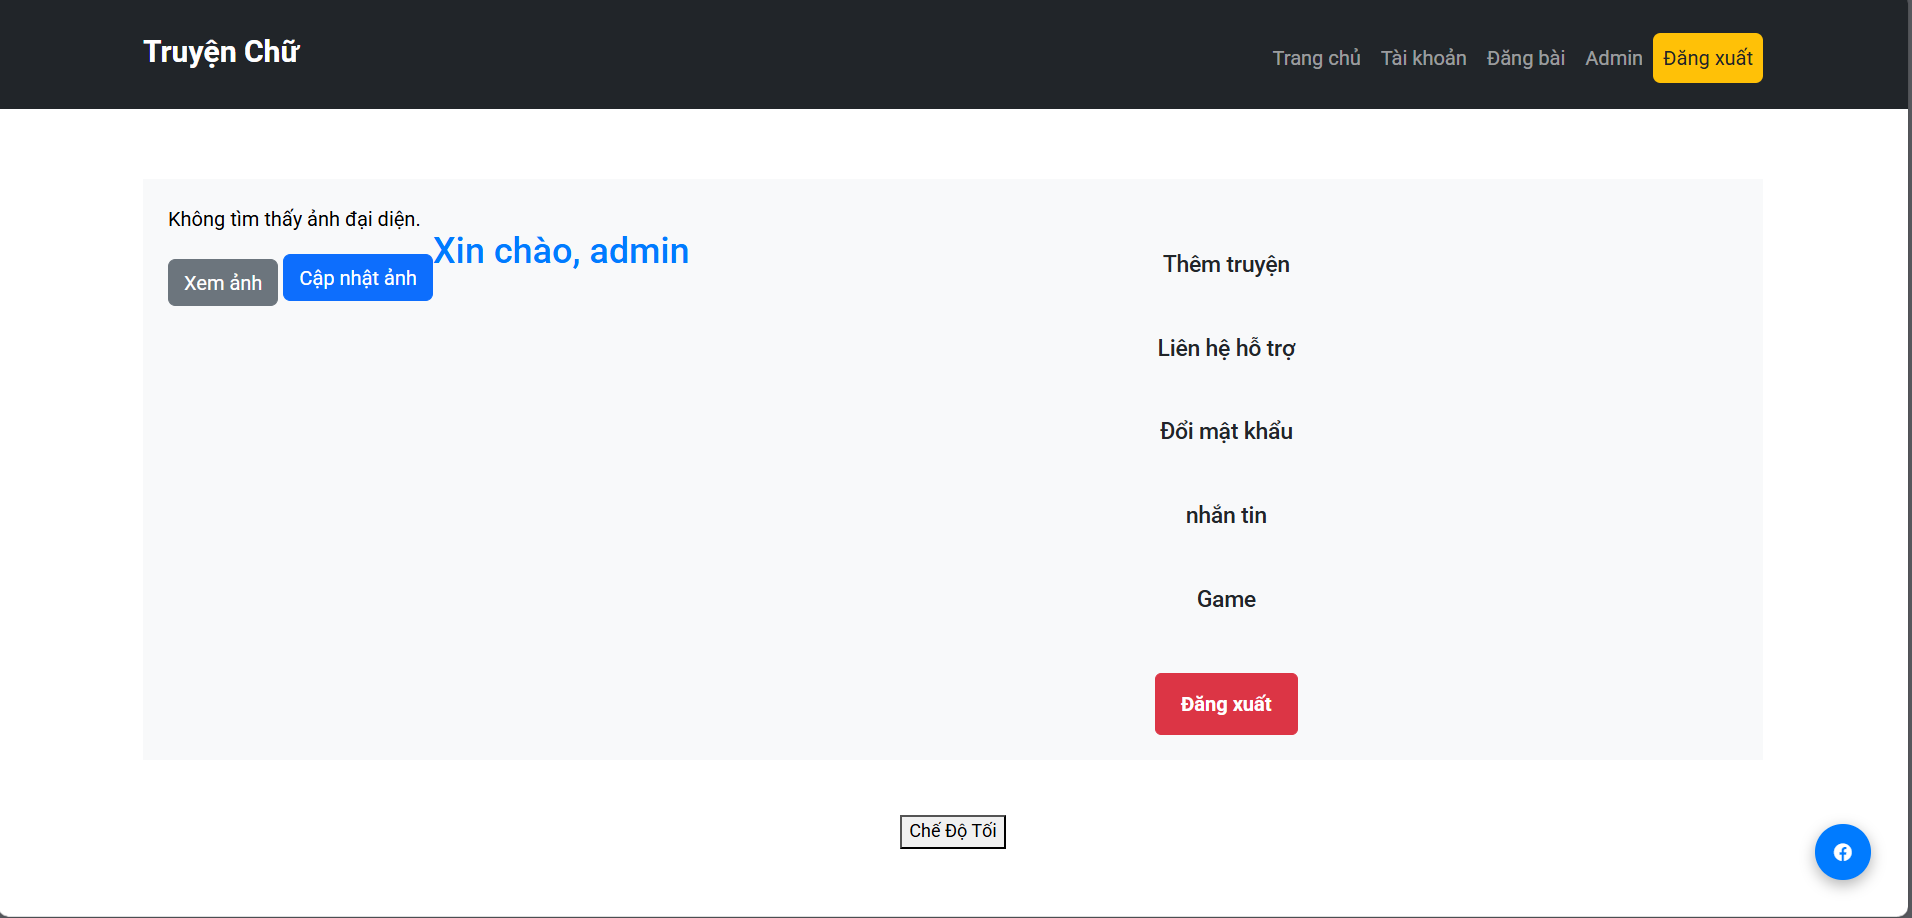 Truyện Chữ
Trang chủ Tài khoản Đăng bài Admin Đăng xuất
Không tìm thấy ảnh đại diện.
Xem ảnh Cập nhật ảnh
Xin chào, admin
Thêm truyện
Liên hệ hỗ trợ
Đổi mật khẩu
nhắn tin
Game
Đăng xuất
Chế Độ Tối